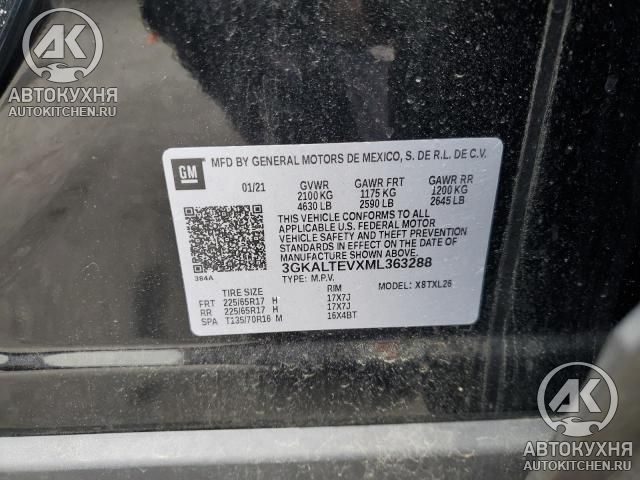 AK
АВТОКУХНЯ
AUTOKITCHEN.RU
GM
MFD BY GENERAL MOTORS DE MEXICO, S. DE R.L. DE C.V.
01/21 GVWR GAWR FRT GAWR RR
2100 KG 1175 KG 1200 KG
4630 LB 2590 LB 2645 LB
THIS VEHICLE CONFORMS TO ALL
APPLICABLE U.S. FEDERAL MOTOR
VEHICLE SAFETY AND THEFT PREVENTION
STANDARDS IN EFFECT ON THE DATE
OF MANUFACTURE SHOWN ABOVE.
3GKALTEVXML363288
384A
TYPE: M.P.V.
MODEL: X8TXL26
TIRE SIZE RIM
FRT 225/65R17 H 17X7J
RR 225/65R17 H 17X7J
SPA T135/70R16 M 16X4BT
AK
АВТОКУХНЯ
AUTOKITCHEN.RU